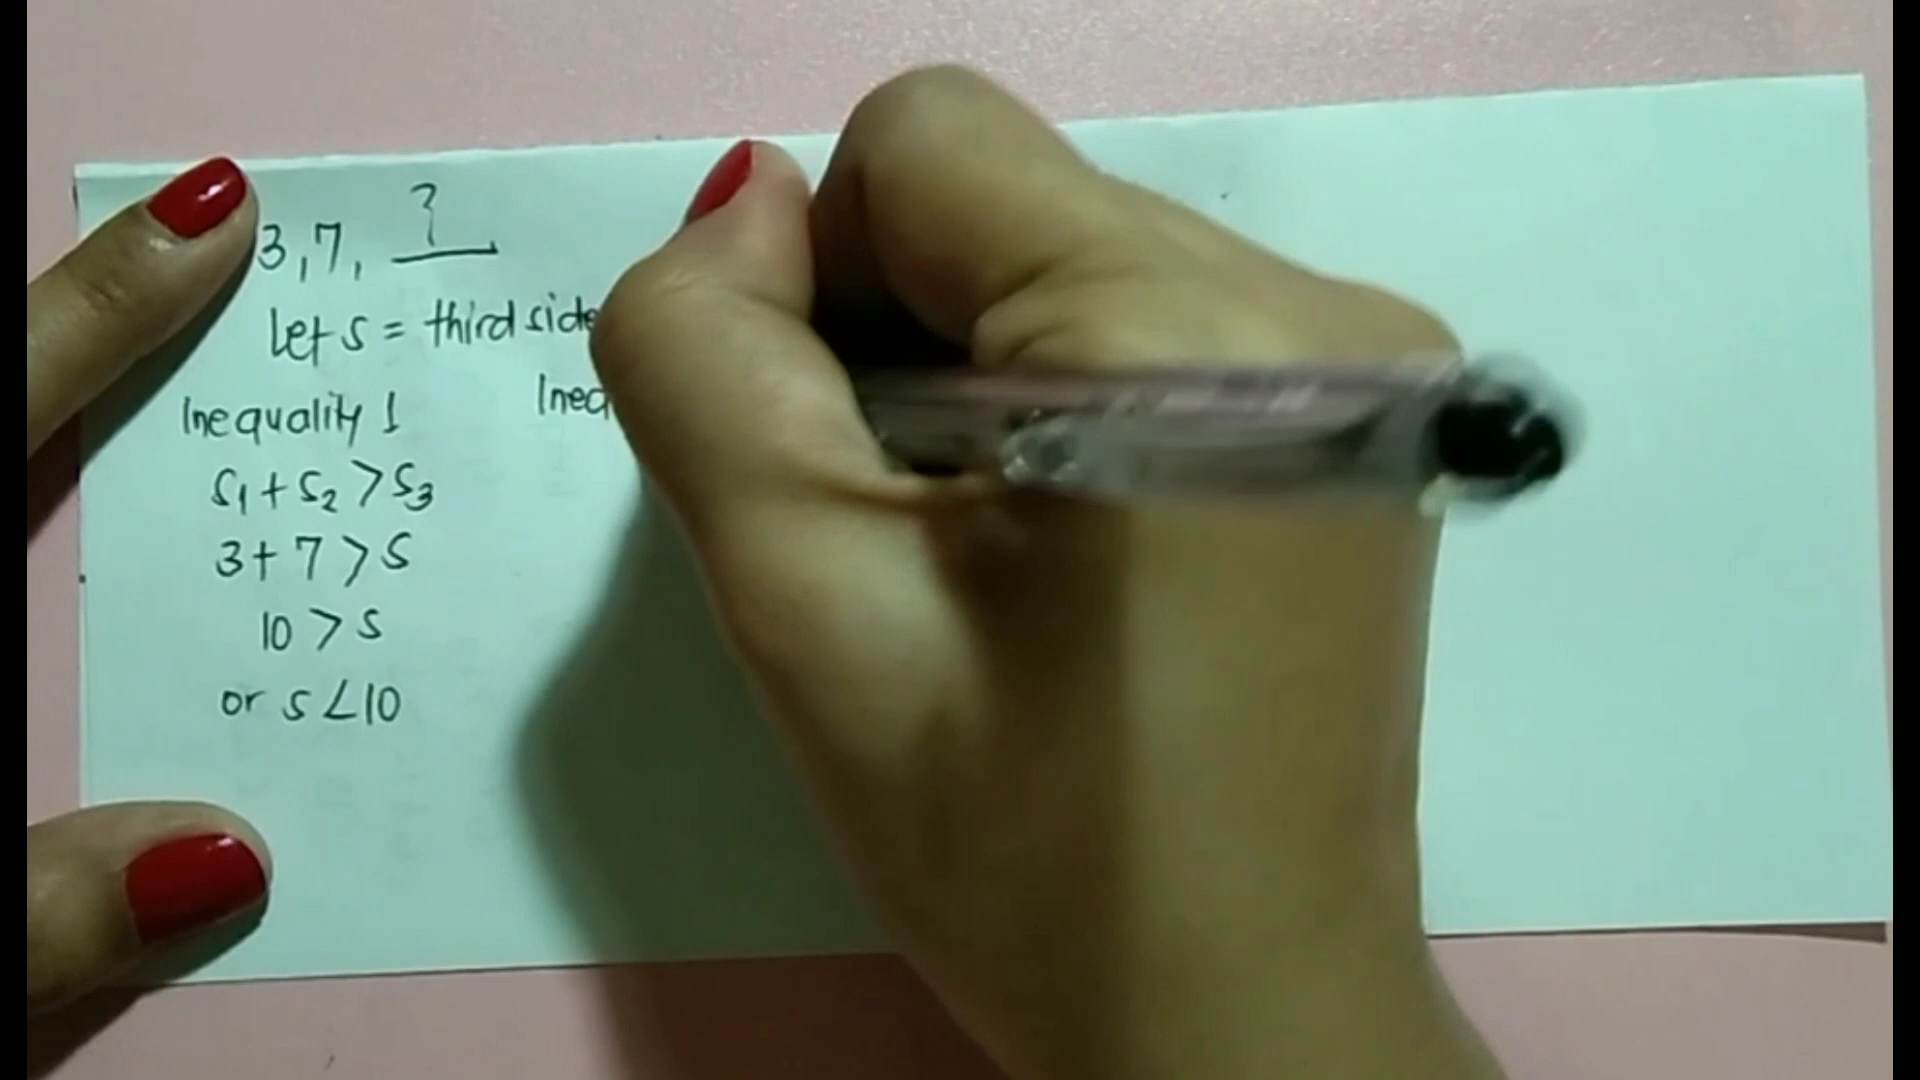 3, 7, ?
Let s = third side
Inequality 1
S1 + S2 > S3
3 + 7 > S
10 > S
or s < 10